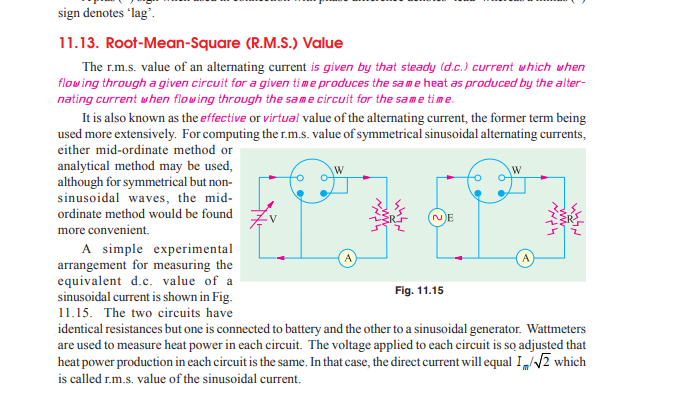 sign denotes ‘lag’.
11.13. Root-Mean-Square (R.M.S.) Value
The r.m.s. value of an alternating current is given by that steady (d.c.) current which when
flowing through a given circuit for a given time produces the same heat as produced by the alter-
nating current when flowing through the same circuit for the same time.
It is also known as the effective or virtual value of the alternating current, the former term being
used more extensively. For computing the r.m.s. value of symmetrical sinusoidal alternating currents,
either mid-ordinate method or
analytical method may be used,
although for symmetrical but non-
sinusoidal waves, the mid-
ordinate method would be found
more convenient.
A simple experimental
arrangement for measuring the
equivalent d.c. value of a
sinusoidal current is shown in Fig.
11.15. The two circuits have
W
V
R
A
W
E
R
A
Fig. 11.15
identical resistances but one is connected to battery and the other to a sinusoidal generator. Wattmeters
are used to measure heat power in each circuit. The voltage applied to each circuit is so adjusted that
heat power production in each circuit is the same. In that case, the direct current will equal I_m/√2 which
is called r.m.s. value of the sinusoidal current.